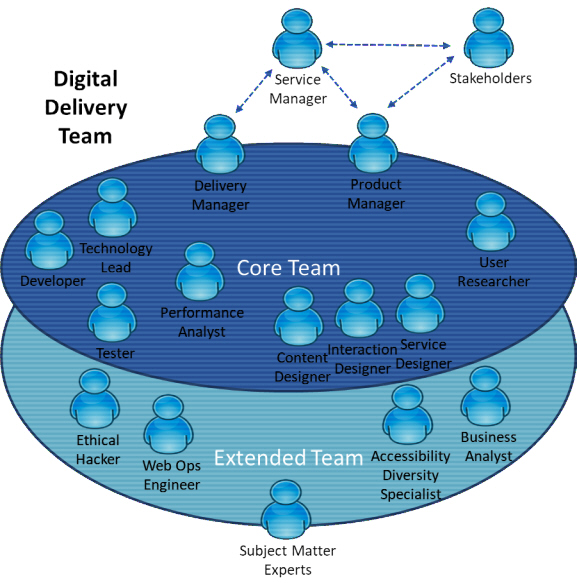 Digital
Delivery
Team
Service
Manager
Stakeholders
Delivery
Manager
Product
Manager
Technology
Lead
Developer
Core Team
User
Researcher
Performance
Analyst
Tester
Content
Designer
Interaction
Designer
Service
Designer
Ethical
Hacker
Web Ops
Engineer
Extended Team
Accessibility
Diversity
Specialist
Business
Analyst
Subject Matter
Experts